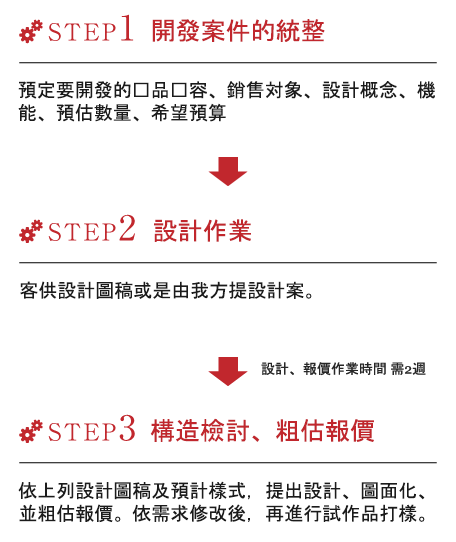 STEP1 開發案件的統整
預定要開發的口品口容、銷售対象、設計概念、機
能、預估數量、希望預算
STEP2 設計作業
客供設計圖稿或是由我方提設計案。
設計、報價作業時間 需2週
STEP3 構造檢討、粗估報價
依上列設計圖稿及預計樣式，提出設計、圖面化、
並粗估報價。依需求修改後，再進行試作品打樣。